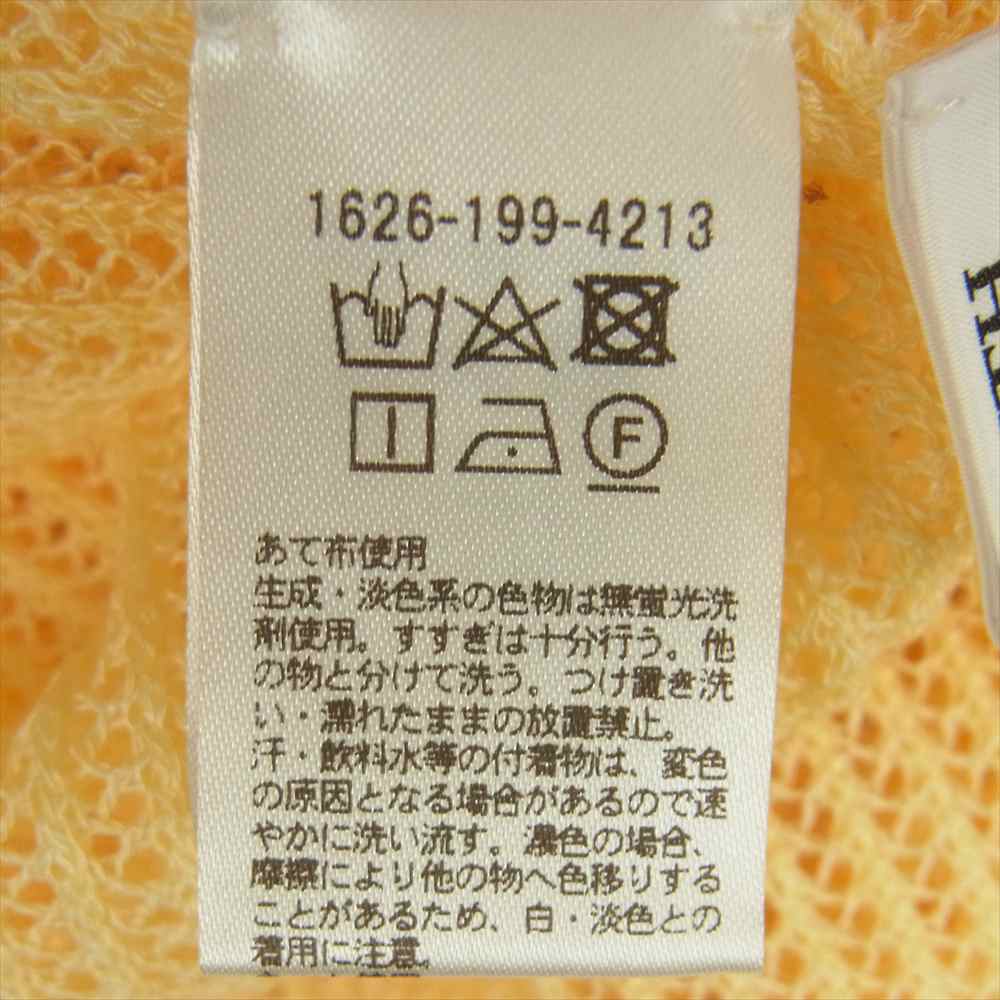 1626-199-4213
F
あて布使用
生成・淡色系の色物は無蛍光洗
剤使用。すすぎは十分行う。他
の物と分けて洗う。つけ置き洗
い・濡れたままの放置禁止。
汗・飲料水等の付着物は、変色
の原因となる場合があるので速
やかに洗い流す。濃色の場合、
摩擦により他の物へ色移りする
ことがあるため、白・淡色との
着用に注意。